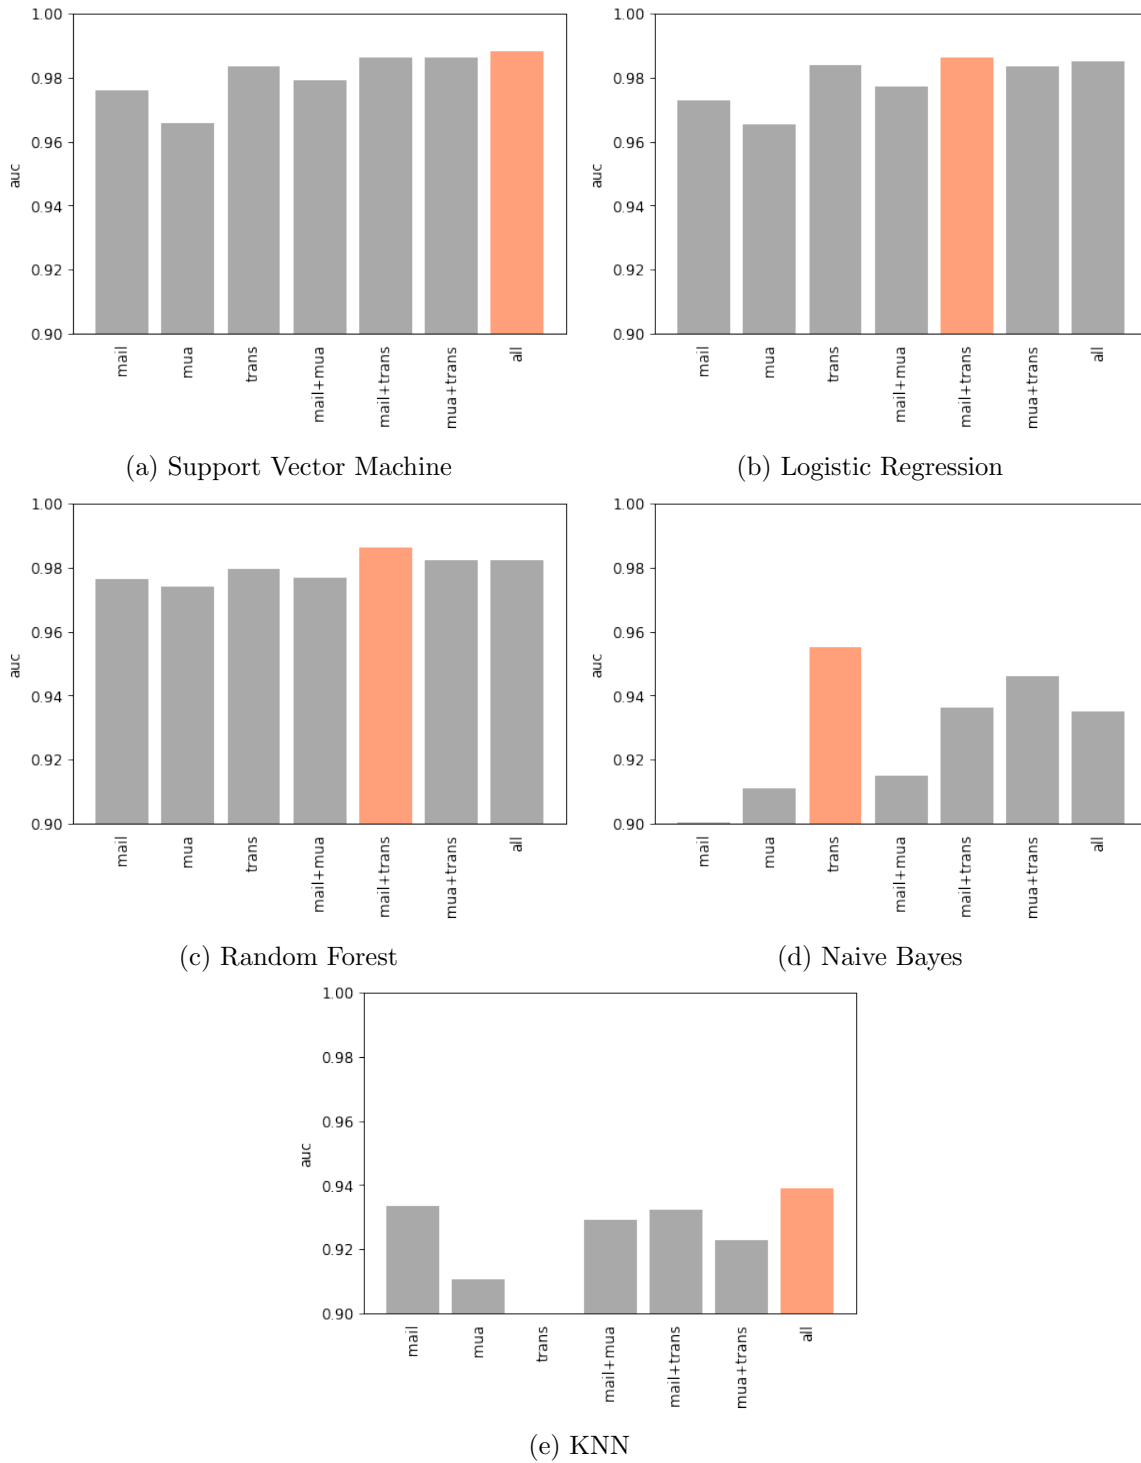 1.00
0.98
0.96
0.94
0.92
0.90
auc
mail
mua
trans
mail+mua
mail+trans
mua+trans
all
(a) Support Vector Machine
1.00
0.98
0.96
0.94
0.92
0.90
auc
mail
mua
trans
mail+mua
mail+trans
mua+trans
all
(b) Logistic Regression
1.00
0.98
0.96
0.94
0.92
0.90
auc
mail
mua
trans
mail+mua
mail+trans
mua+trans
all
(c) Random Forest
1.00
0.98
0.96
0.94
0.92
0.90
auc
mail
mua
trans
mail+mua
mail+trans
mua+trans
all
(d) Naive Bayes
1.00
0.98
0.96
0.94
0.92
0.90
auc
mail
mua
trans
mail+mua
mail+trans
mua+trans
all
(e) KNN